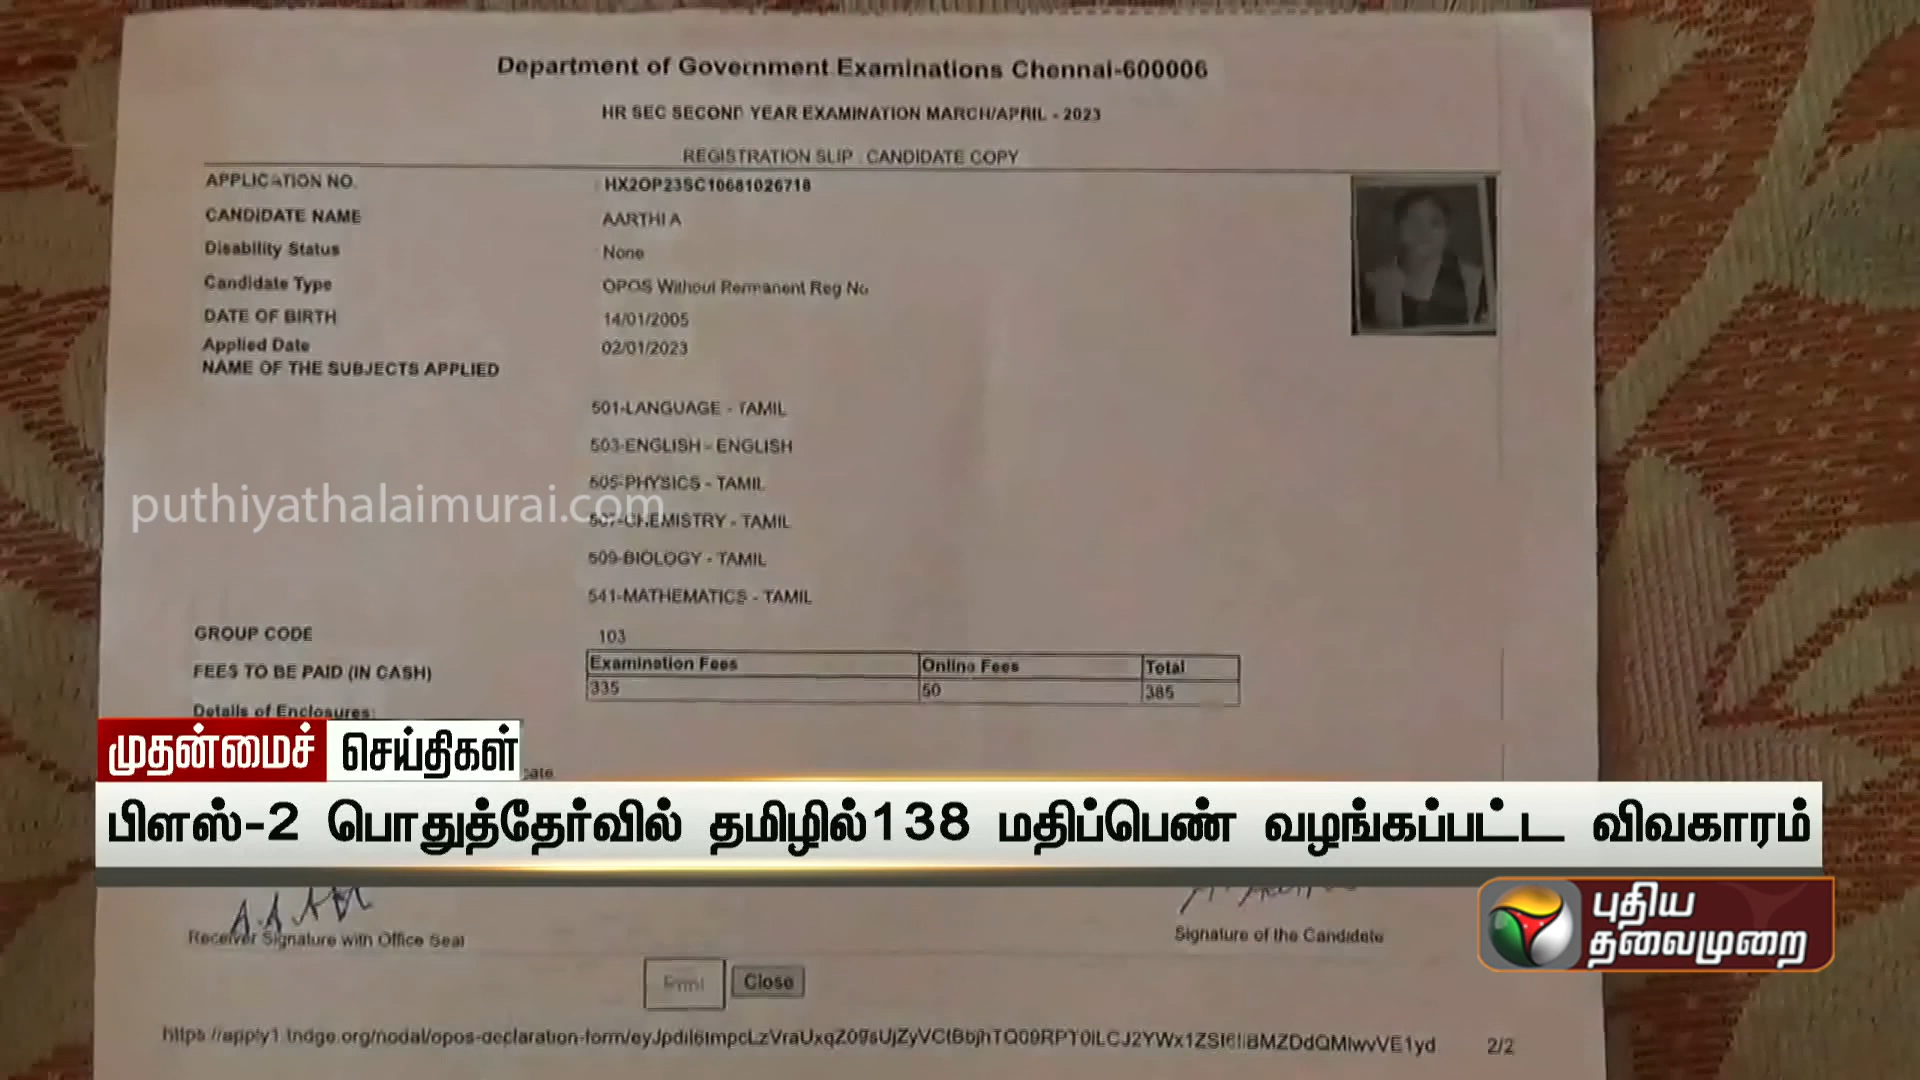 Department of Government Examinations Chennai-600006
HR SEC SECOND YEAR EXAMINATION MARCH/APRIL - 2023
REGISTRATION SLIP : CANDIDATE COPY
APPLICATION NO. : HX2OP23SC10681026718
CANDIDATE NAME AARTHI A
Disability Status None
Candidate Type OPOS Without Permanent Reg No
DATE OF BIRTH 14/01/2005
Applied Date 02/01/2023
NAME OF THE SUBJECTS APPLIED
501-LANGUAGE - TAMIL
503-ENGLISH - ENGLISH
505-PHYSICS - TAMIL
puthiyathalaimurai.com
507-CHEMISTRY - TAMIL
509-BIOLOGY - TAMIL
541-MATHEMATICS - TAMIL
GROUP CODE 103
FEES TO BE PAID (IN CASH) Examination Fees Online Fees Total
335 50 385
Details of Enclosures:
முதன்மைச் செய்திகள்
பிளஸ்-2 பொதுத்தேர்வில் தமிழில்138 மதிப்பெண் வழங்கப்பட்ட விவகாரம்
புதிய
தலைமுறை
Receiver Signature with Office Seal Signature of the Candidate
Print Close
2/2